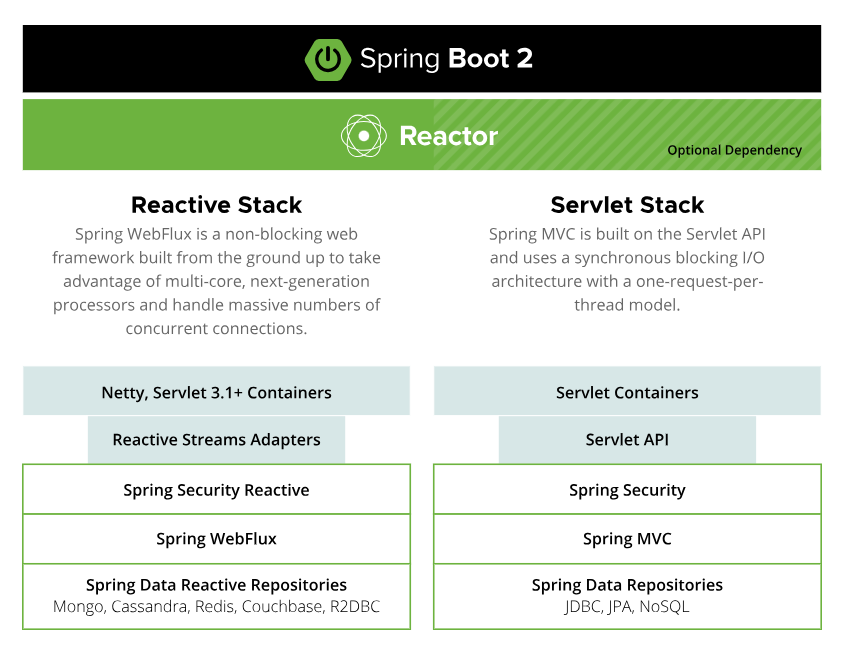 Spring Boot 2
Reactor
Optional Dependency
Reactive Stack
Spring WebFlux is a non-blocking web
framework built from the ground up to take
advantage of multi-core, next-generation
processors and handle massive numbers of
concurrent connections.
Netty, Servlet 3.1+ Containers
Reactive Streams Adapters
Spring Security Reactive
Spring WebFlux
Spring Data Reactive Repositories
Mongo, Cassandra, Redis, Couchbase, R2DBC
Servlet Stack
Spring MVC is built on the Servlet API
and uses a synchronous blocking I/O
architecture with a one-request-per-
thread model.
Servlet Containers
Servlet API
Spring Security
Spring MVC
Spring Data Repositories
JDBC, JPA, NoSQL